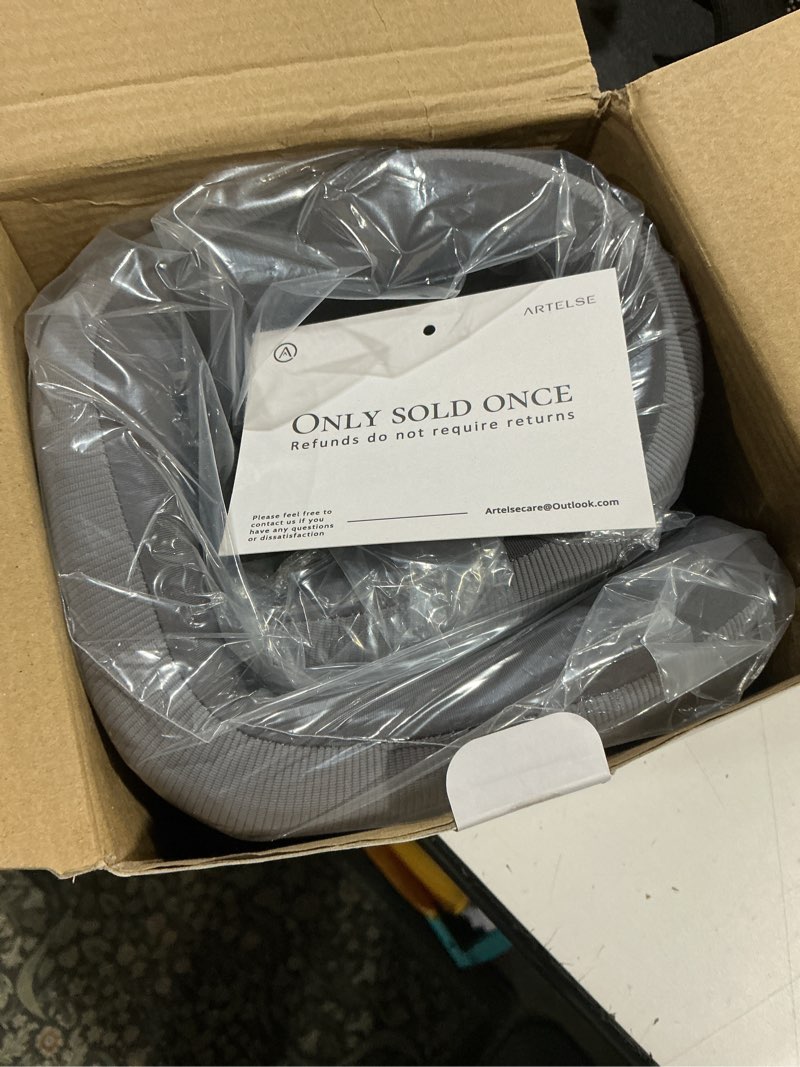 ARTELSE
A
ONLY SOLD ONCE
Refunds do not require returns
Please feel free to
contact us if you
have any questions
or dissatisfaction
Artelsecare@Outlook.com